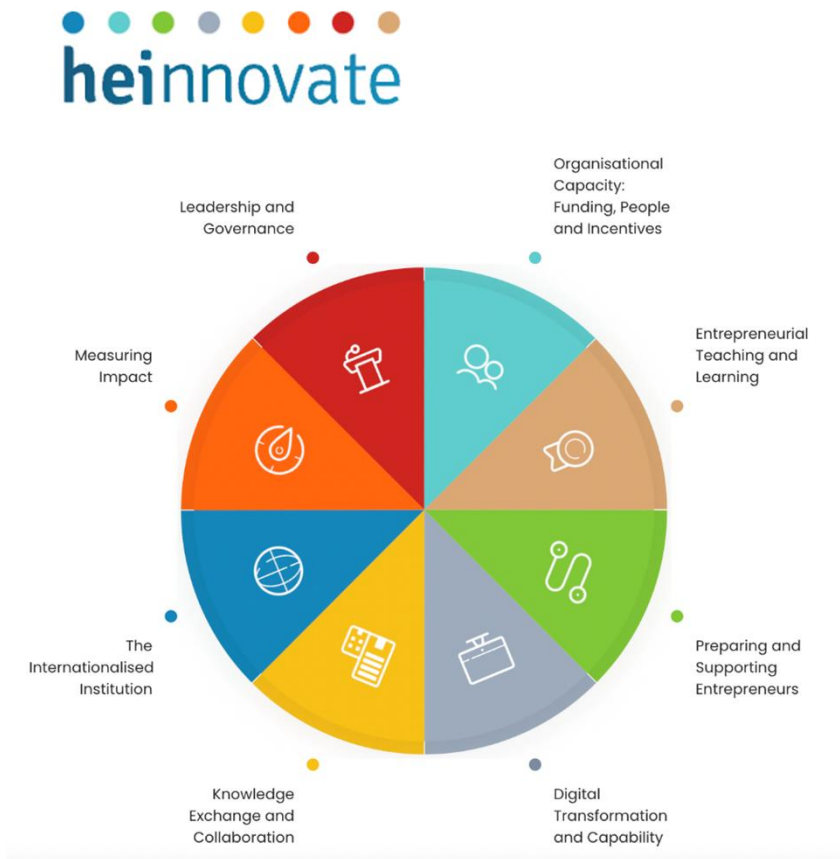 heinnovate
Organisational
Capacity:
Funding, People
and Incentives
Leadership and
Governance
Entrepreneurial
Teaching and
Learning
Measuring
Impact
The
Internationalised
Institution
Preparing and
Supporting
Entrepreneurs
Knowledge
Exchange and
Collaboration
Digital
Transformation
and Capability